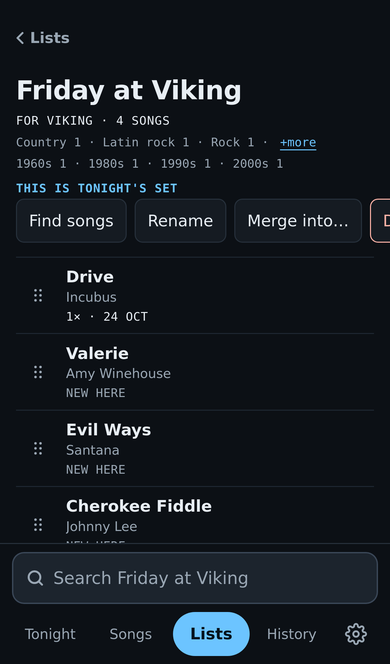 Lists
Friday at Viking
FOR VIKING · 4 SONGS
Country 1 · Latin rock 1 · Rock 1 · +more
1960s 1 · 1980s 1 · 1990s 1 · 2000s 1
THIS IS TONIGHT'S SET
Find songs Rename Merge into…
Drive
Incubus
1× · 24 OCT
Valerie
Amy Winehouse
NEW HERE
Evil Ways
Santana
NEW HERE
Cherokee Fiddle
Johnny Lee
Search Friday at Viking
Tonight Songs Lists History